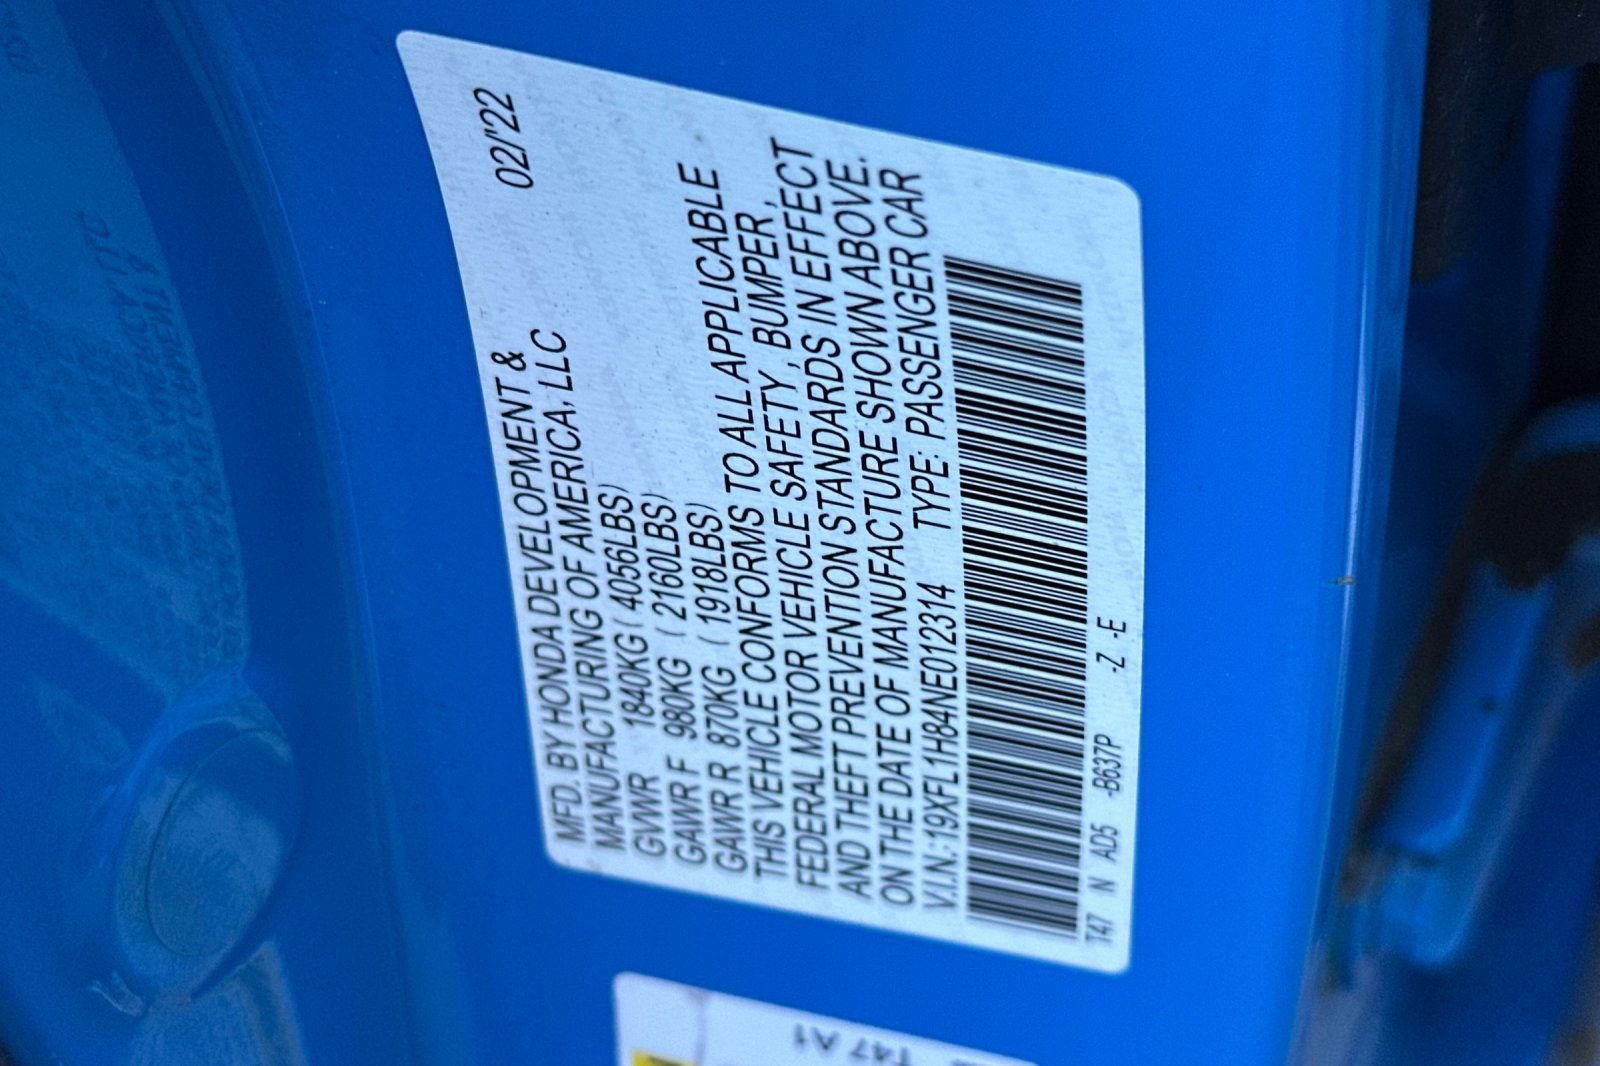 02/'22
MFD. BY HONDA DEVELOPMENT &
MANUFACTURING OF AMERICA, LLC
GVWR 1840KG ( 4056LBS)
GAWR F 980KG ( 2160LBS)
GAWR R 870KG ( 1918LBS)
THIS VEHICLE CONFORMS TO ALL APPLICABLE
FEDERAL MOTOR VEHICLE SAFETY, BUMPER,
AND THEFT PREVENTION STANDARDS IN EFFECT
ON THE DATE OF MANUFACTURE SHOWN ABOVE.
V.I.N.: 19XFL1H84NE012314 TYPE: PASSENGER CAR
T47 N AD5 -B637P -Z -E
T47 A1